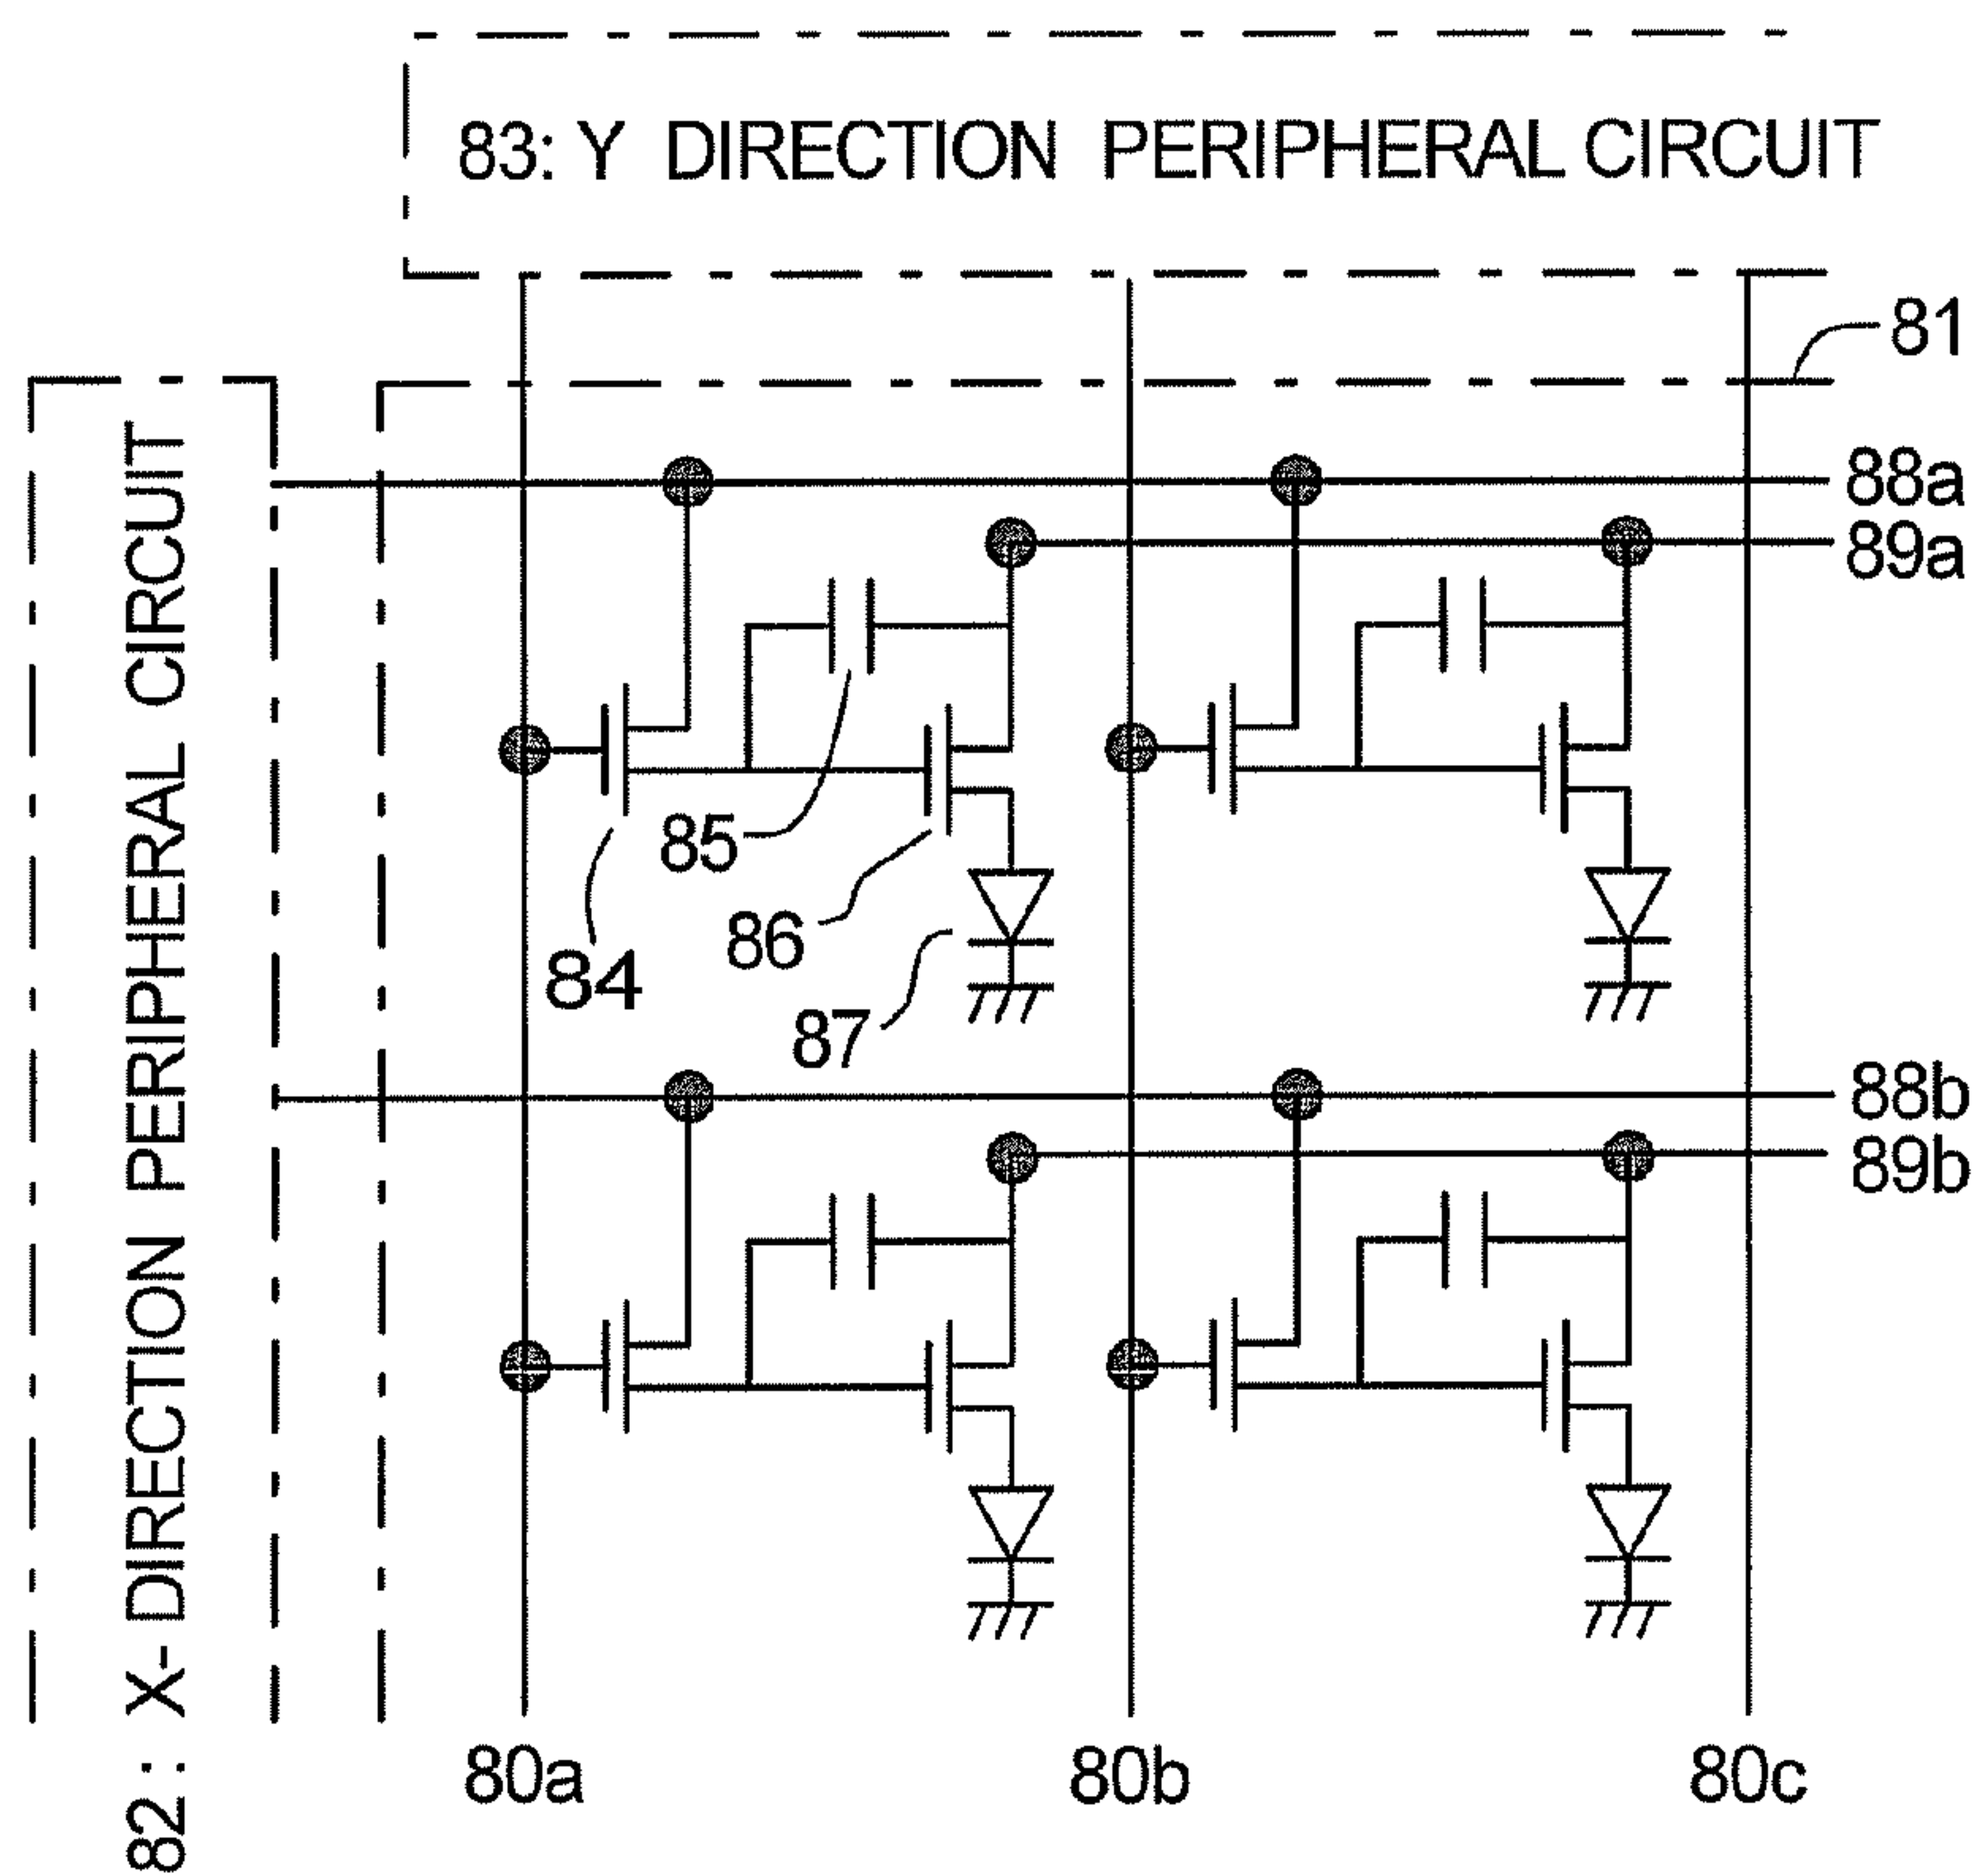 83: Y DIRECTION PERIPHERAL CIRCUIT
81
82 : X-DIRECTION PERIPHERAL CIRCUIT
88a
89a
85
84
86
87
88b
89b
80a
80b
80c